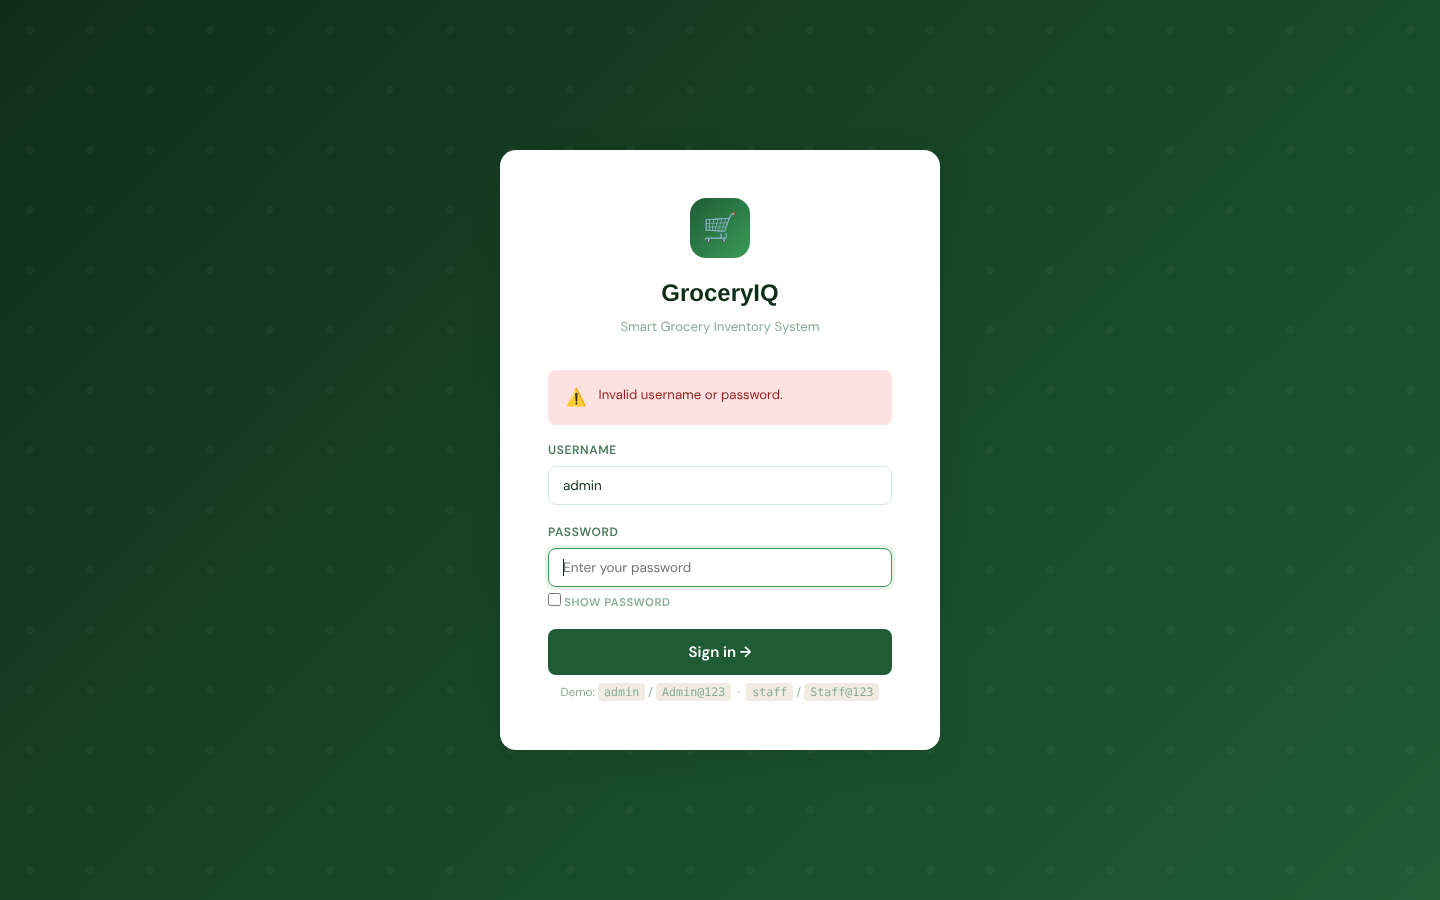 GroceryIQ
Smart Grocery Inventory System
Invalid username or password.
USERNAME
admin
PASSWORD
Enter your password
SHOW PASSWORD
Sign in →
Demo: admin / Admin@123 · staff / Staff@123